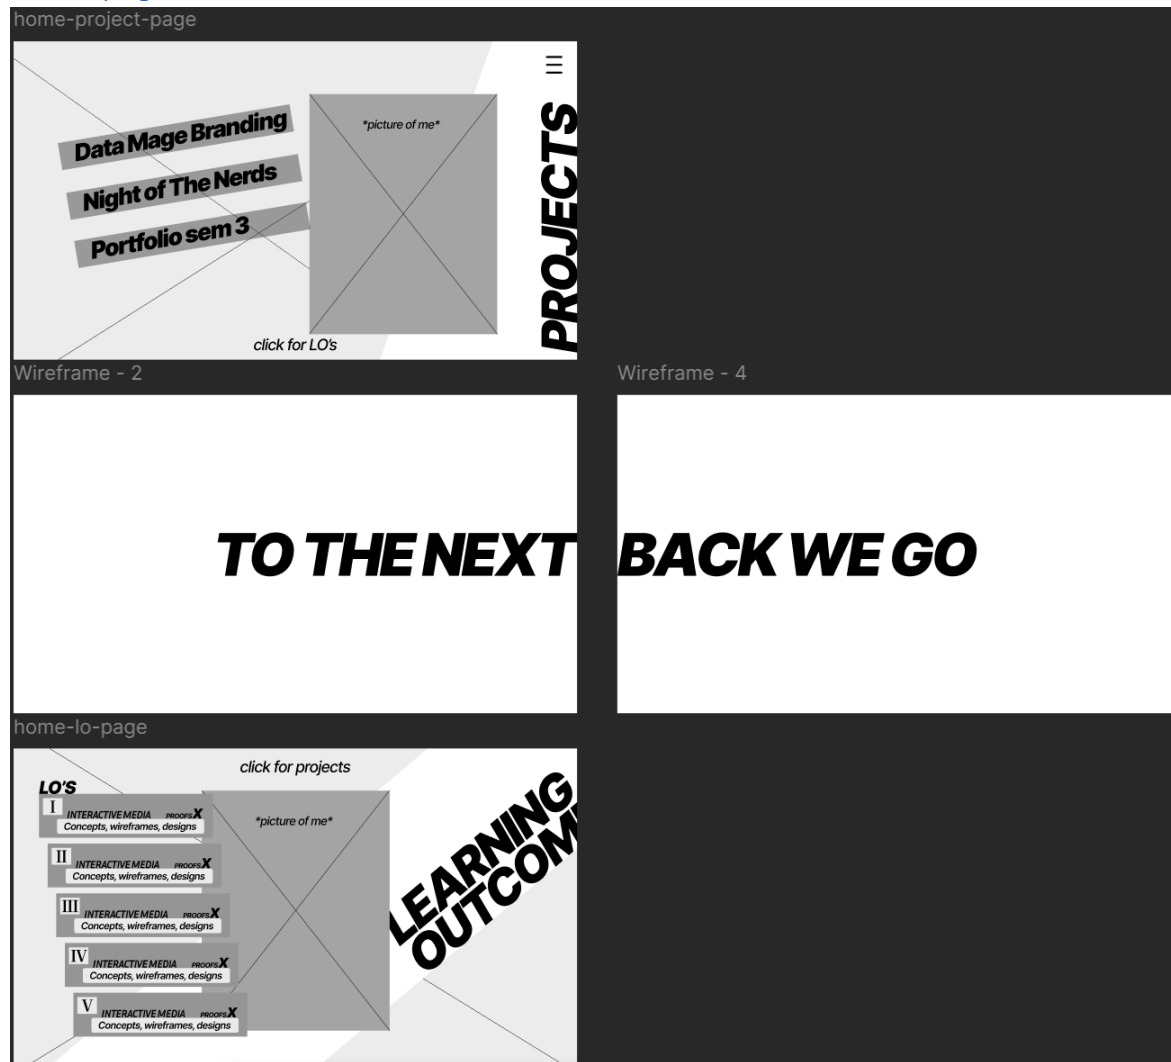 home-project-page
Data Mage Branding
Night of The Nerds
Portfolio sem 3
*picture of me*
PROJECTS
click for LO's
Wireframe - 2
TO THE NEXT
Wireframe - 4
BACK WE GO
home-lo-page
click for projects
LO'S
I INTERACTIVE MEDIA PROOFS X
Concepts, wireframes, designs
II INTERACTIVE MEDIA PROOFS X
Concepts, wireframes, designs
III INTERACTIVE MEDIA PROOFS X
Concepts, wireframes, designs
IV INTERACTIVE MEDIA PROOFS X
Concepts, wireframes, designs
V INTERACTIVE MEDIA PROOFS X
Concepts, wireframes, designs
*picture of me*
LEARNING
OUTCOM